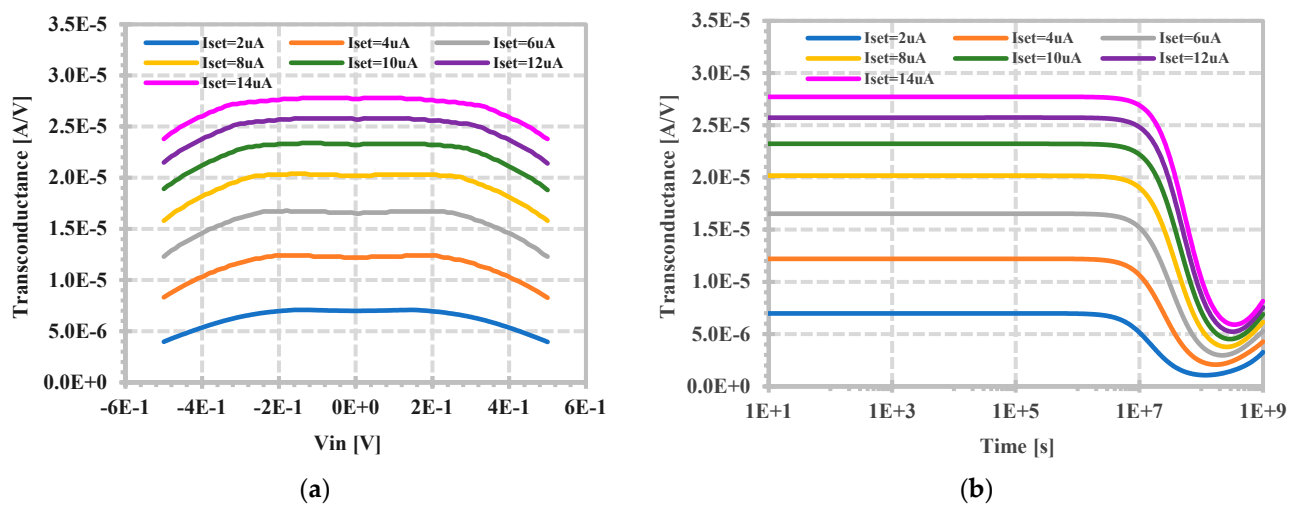 3.5E-5
3.0E-5
2.5E-5
2.0E-5
1.5E-5
1.0E-5
5.0E-6
0.0E+0
Transconductance [A/V]
Iset=2uA Iset=4uA Iset=6uA
Iset=8uA Iset=10uA Iset=12uA
Iset=14uA
-6E-1 -4E-1 -2E-1 0E+0 2E-1 4E-1 6E-1
Vin [V]
(a)
3.5E-5
3.0E-5
2.5E-5
2.0E-5
1.5E-5
1.0E-5
5.0E-6
0.0E+0
Transconductance [A/V]
Iset=2uA Iset=4uA Iset=6uA
Iset=8uA Iset=10uA Iset=12uA
Iset=14uA
1E+1 1E+3 1E+5 1E+7 1E+9
Time [s]
(b)